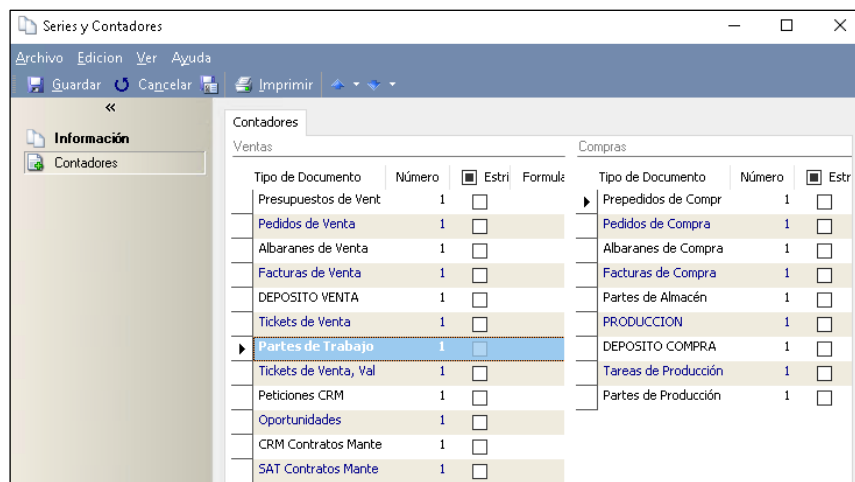 Series y Contadores
Archivo Edicion Ver Ayuda
Guardar Cancelar Imprimir
«
Información
Contadores
Contadores
Ventas
Tipo de Documento Número Estri Formula
Presupuestos de Vent 1
Pedidos de Venta 1
Albaranes de Venta 1
Facturas de Venta 1
DEPOSITO VENTA 1
Tickets de Venta 1
Partes de Trabajo 1
Tickets de Venta, Val 1
Peticiones CRM 1
Oportunidades 1
CRM Contratos Mante 1
SAT Contratos Mante 1
Compras
Tipo de Documento Número Estr
Prepedidos de Compr 1
Pedidos de Compra 1
Albaranes de Compra 1
Facturas de Compra 1
Partes de Almacén 1
PRODUCCION 1
DEPOSITO COMPRA 1
Tareas de Producción 1
Partes de Producción 1